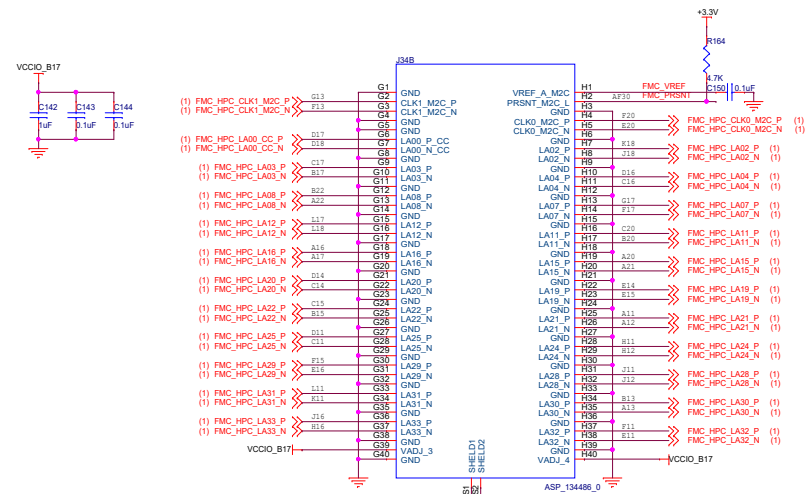 +3.3V
R164
4.7K
VCCIO_B17
C142
C143
C144
1uF
0.1uF
0.1uF
J34B
C150
0.1uF
G1 GND VREF_A_M2C H1 FMC_VREF
(1) FMC_HPC_CLK1_M2C_P G13 G2 CLK1_M2C_P PRSNT_M2C_L H2 AF30 FMC_PRSNT
(1) FMC_HPC_CLK1_M2C_N F13 G3 CLK1_M2C_N GND H3
G4 GND CLK0_M2C_P H4 F20 FMC_HPC_CLK0_M2C_P (1)
G5 GND CLK0_M2C_N H5 E20 FMC_HPC_CLK0_M2C_N (1)
(1) FMC_HPC_LA00_CC_P D17 G6 LA00_P_CC GND H6
(1) FMC_HPC_LA00_CC_N D18 G7 LA00_N_CC LA02_P H7 K18 FMC_HPC_LA02_P (1)
G8 GND LA02_N H8 J18 FMC_HPC_LA02_N (1)
(1) FMC_HPC_LA03_P C17 G9 LA03_P GND H9
(1) FMC_HPC_LA03_N B17 G10 LA03_N LA04_P H10 D16 FMC_HPC_LA04_P (1)
G11 GND LA04_N H11 C16 FMC_HPC_LA04_N (1)
(1) FMC_HPC_LA08_P B22 G12 LA08_P GND H12
(1) FMC_HPC_LA08_N A22 G13 LA08_N LA07_P H13 G17 FMC_HPC_LA07_P (1)
G14 GND LA07_N H14 F17 FMC_HPC_LA07_N (1)
(1) FMC_HPC_LA12_P L17 G15 LA12_P GND H15
(1) FMC_HPC_LA12_N L18 G16 LA12_N LA11_P H16 C20 FMC_HPC_LA11_P (1)
G17 GND LA11_N H17 B20 FMC_HPC_LA11_N (1)
(1) FMC_HPC_LA16_P A16 G18 LA16_P GND H18
(1) FMC_HPC_LA16_N A17 G19 LA16_N LA15_P H19 A20 FMC_HPC_LA15_P (1)
G20 GND LA15_N H20 A21 FMC_HPC_LA15_N (1)
(1) FMC_HPC_LA20_P D14 G21 LA20_P GND H21
(1) FMC_HPC_LA20_N C14 G22 LA20_N LA19_P H22 E14 FMC_HPC_LA19_P (1)
G23 GND LA19_N H23 E15 FMC_HPC_LA19_N (1)
(1) FMC_HPC_LA22_P C15 G24 LA22_P GND H24
(1) FMC_HPC_LA22_N B15 G25 LA22_N LA21_P H25 A11 FMC_HPC_LA21_P (1)
G26 GND LA21_N H26 A12 FMC_HPC_LA21_N (1)
(1) FMC_HPC_LA25_P D11 G27 LA25_P GND H27
(1) FMC_HPC_LA25_N C11 G28 LA25_N LA24_P H28 H11 FMC_HPC_LA24_P (1)
G29 GND LA24_N H29 H12 FMC_HPC_LA24_N (1)
(1) FMC_HPC_LA29_P F15 G30 LA29_P GND H30
(1) FMC_HPC_LA29_N E16 G31 LA29_N LA28_P H31 J11 FMC_HPC_LA28_P (1)
G32 GND LA28_N H32 J12 FMC_HPC_LA28_N (1)
(1) FMC_HPC_LA31_P L11 G33 LA31_P GND H33
(1) FMC_HPC_LA31_N K11 G34 LA31_N LA30_P H34 B13 FMC_HPC_LA30_P (1)
G35 GND LA30_N H35 A13 FMC_HPC_LA30_N (1)
(1) FMC_HPC_LA33_P J16 G36 LA33_P GND H36
(1) FMC_HPC_LA33_N H16 G37 LA33_N LA32_P H37 F11 FMC_HPC_LA32_P (1)
G38 GND LA32_N H38 E11 FMC_HPC_LA32_N (1)
VCCIO_B17 G39 VADJ_3 GND H39
G40 GND VADJ_4 H40 VCCIO_B17
SHELD1
SHELD2
S1
S2
ASP_134486_0